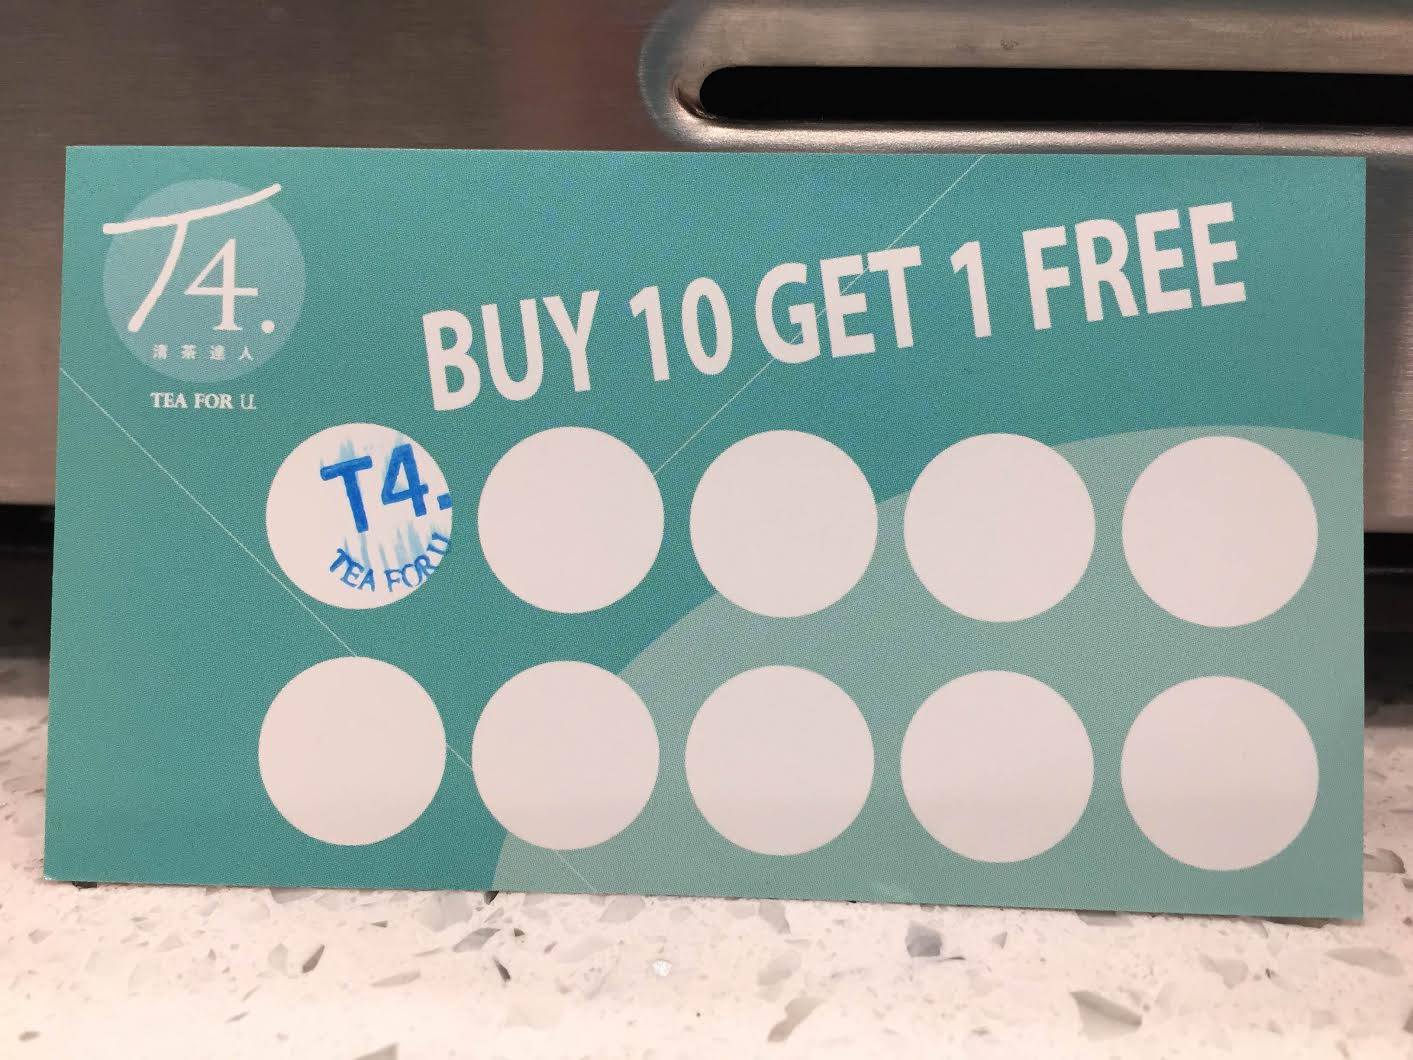 T4.
清茶達人
TEA FOR U.
BUY 10 GET 1 FREE
T4.
TEA FOR U